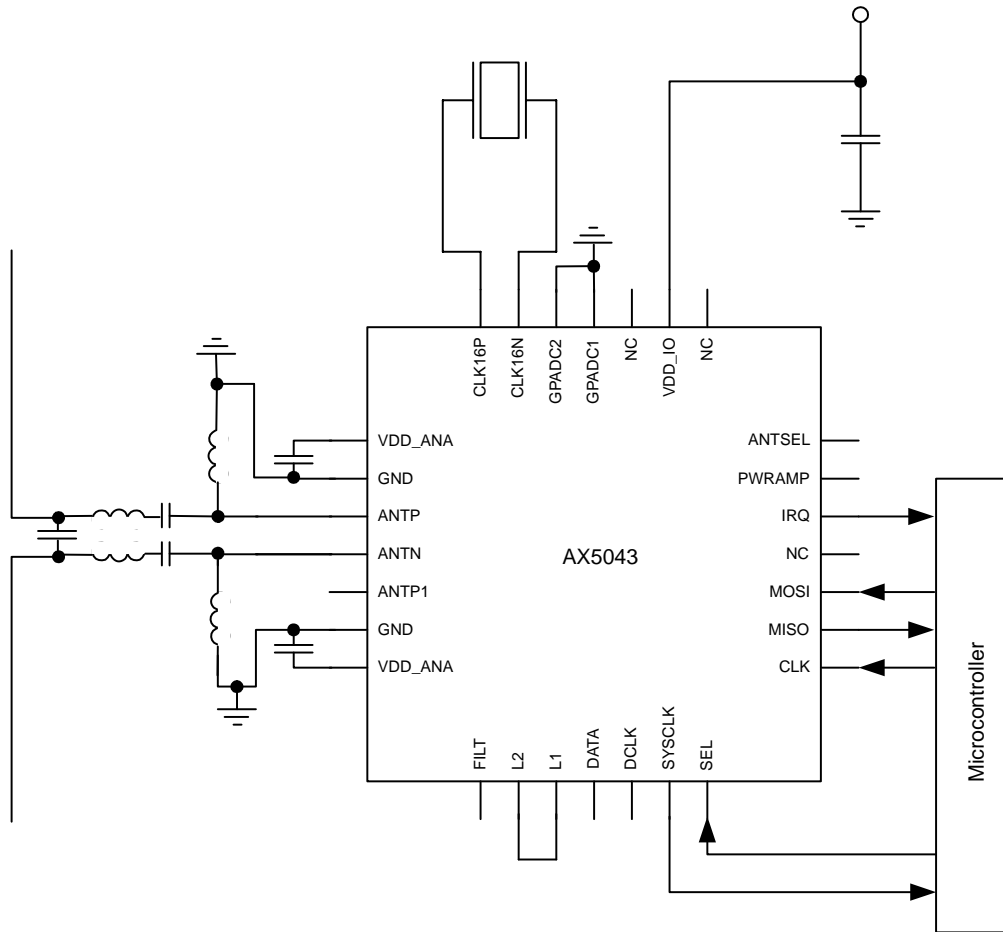 CLK16P
CLK16N
GPADC2
GPADC1
NC
VDD_IO
NC
VDD_ANA
GND
ANTP
ANTN
ANTP1
GND
VDD_ANA
AX5043
ANTSEL
PWRAMP
IRQ
NC
MOSI
MISO
CLK
FILT
L2
L1
DATA
DCLK
SYSCLK
SEL
Microcontroller